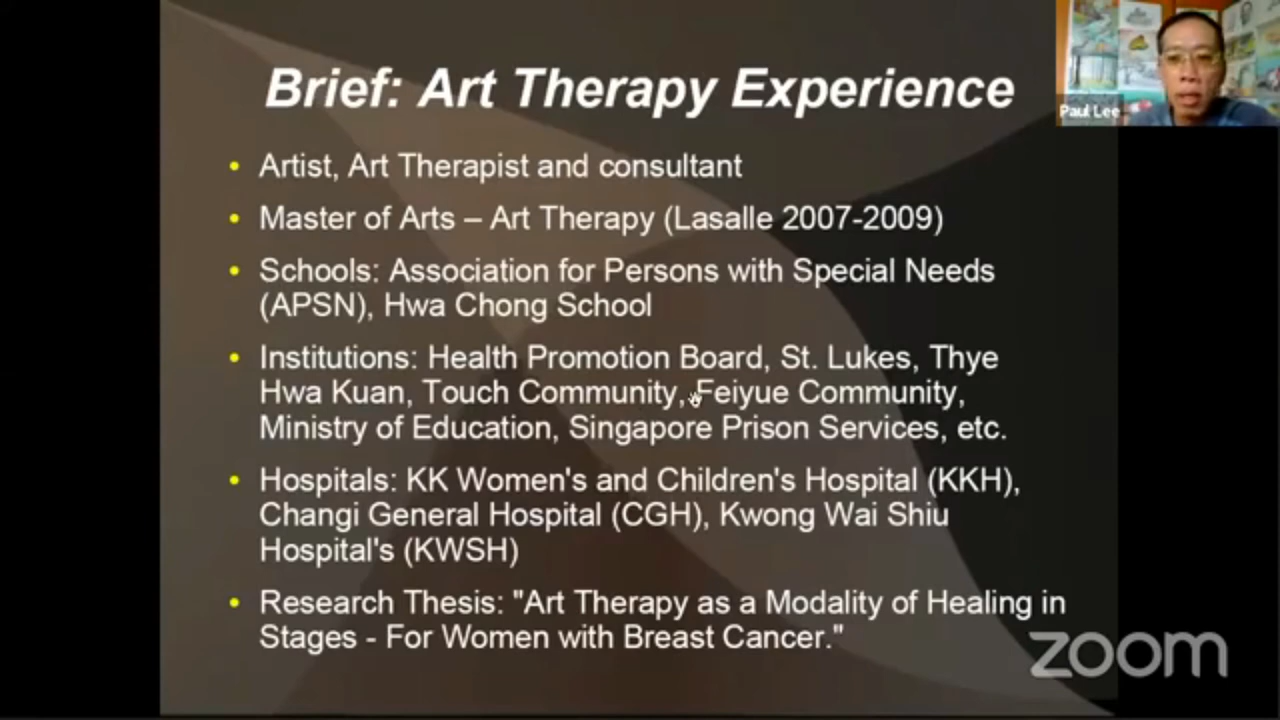 Brief: Art Therapy Experience
Paul Lee
• Artist, Art Therapist and consultant
• Master of Arts – Art Therapy (Lasalle 2007-2009)
• Schools: Association for Persons with Special Needs
(APSN), Hwa Chong School
• Institutions: Health Promotion Board, St. Lukes, Thye
Hwa Kuan, Touch Community, Feiyue Community,
Ministry of Education, Singapore Prison Services, etc.
• Hospitals: KK Women's and Children's Hospital (KKH),
Changi General Hospital (CGH), Kwong Wai Shiu
Hospital's (KWSH)
• Research Thesis: "Art Therapy as a Modality of Healing in
Stages - For Women with Breast Cancer."
zoom